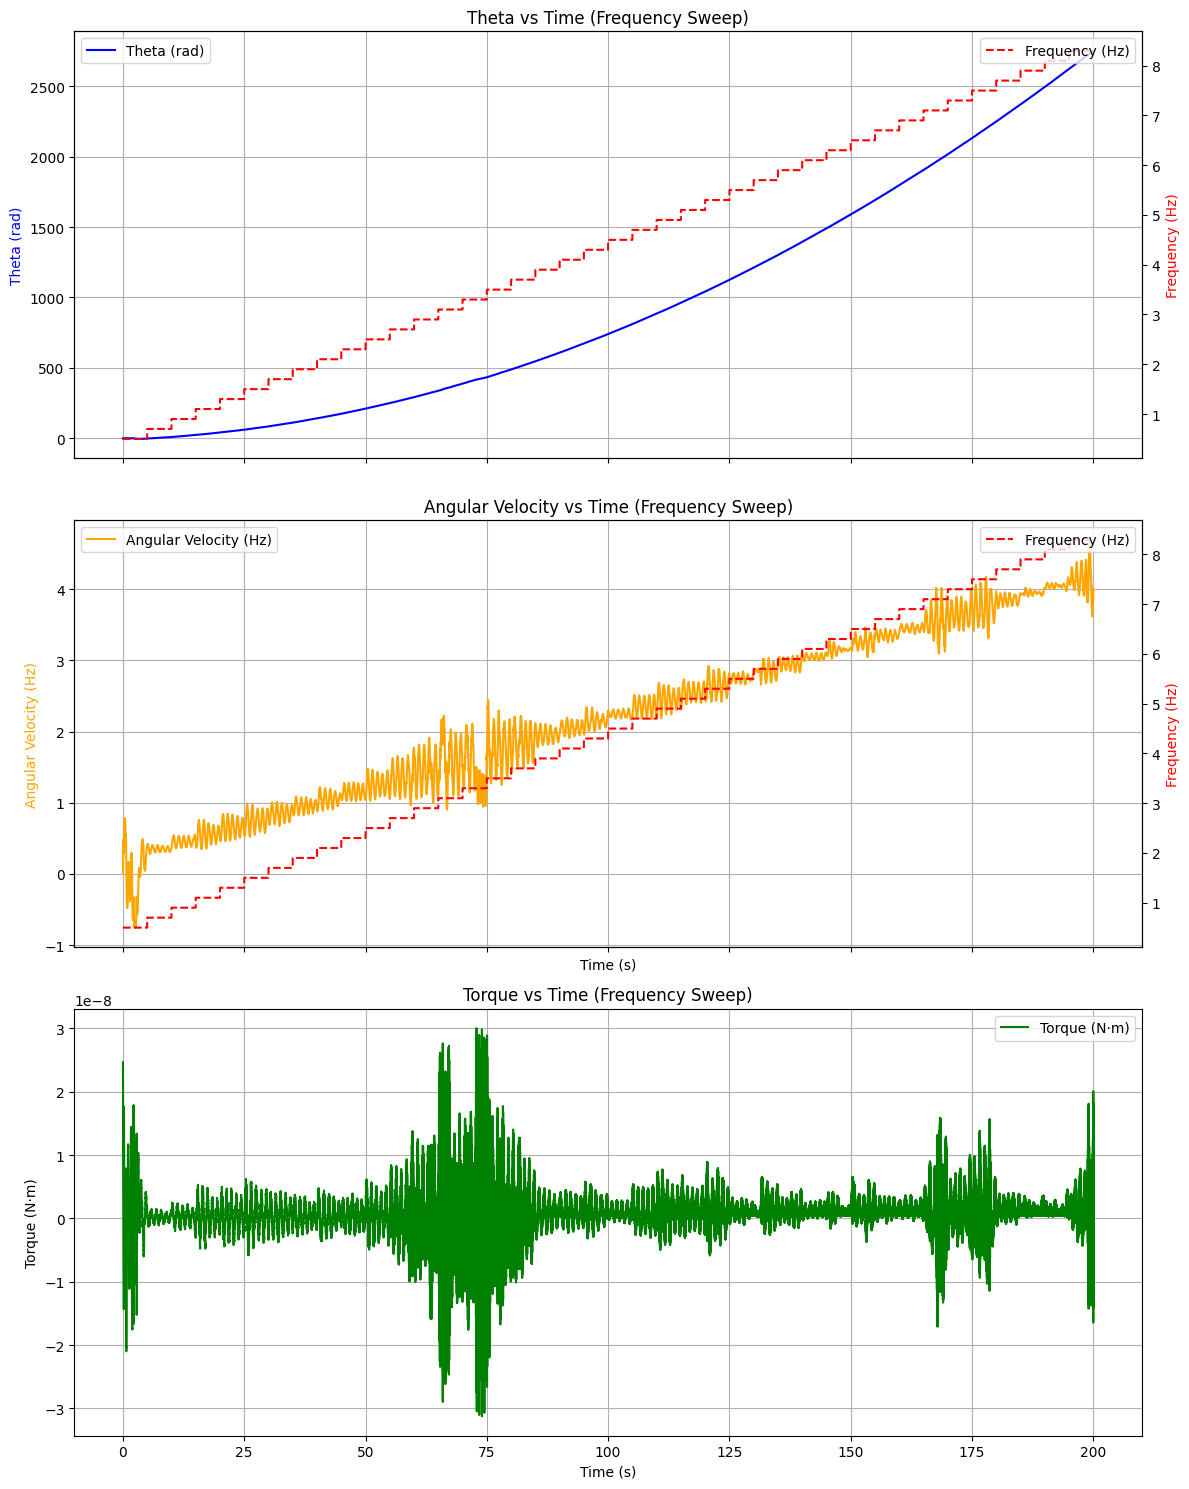 Theta vs Time (Frequency Sweep)
Theta (rad)
Frequency (Hz)
2500
2000
1500
1000
500
0
Theta (rad)
8
7
6
5
4
3
2
1
Frequency (Hz)
Angular Velocity vs Time (Frequency Sweep)
Angular Velocity (Hz)
Frequency (Hz)
4
3
2
1
0
−1
Angular Velocity (Hz)
8
7
6
5
4
3
2
1
Frequency (Hz)
Time (s)
Torque vs Time (Frequency Sweep)
1e−8
Torque (N·m)
3
2
1
0
−1
−2
−3
Torque (N·m)
0 25 50 75 100 125 150 175 200
Time (s)